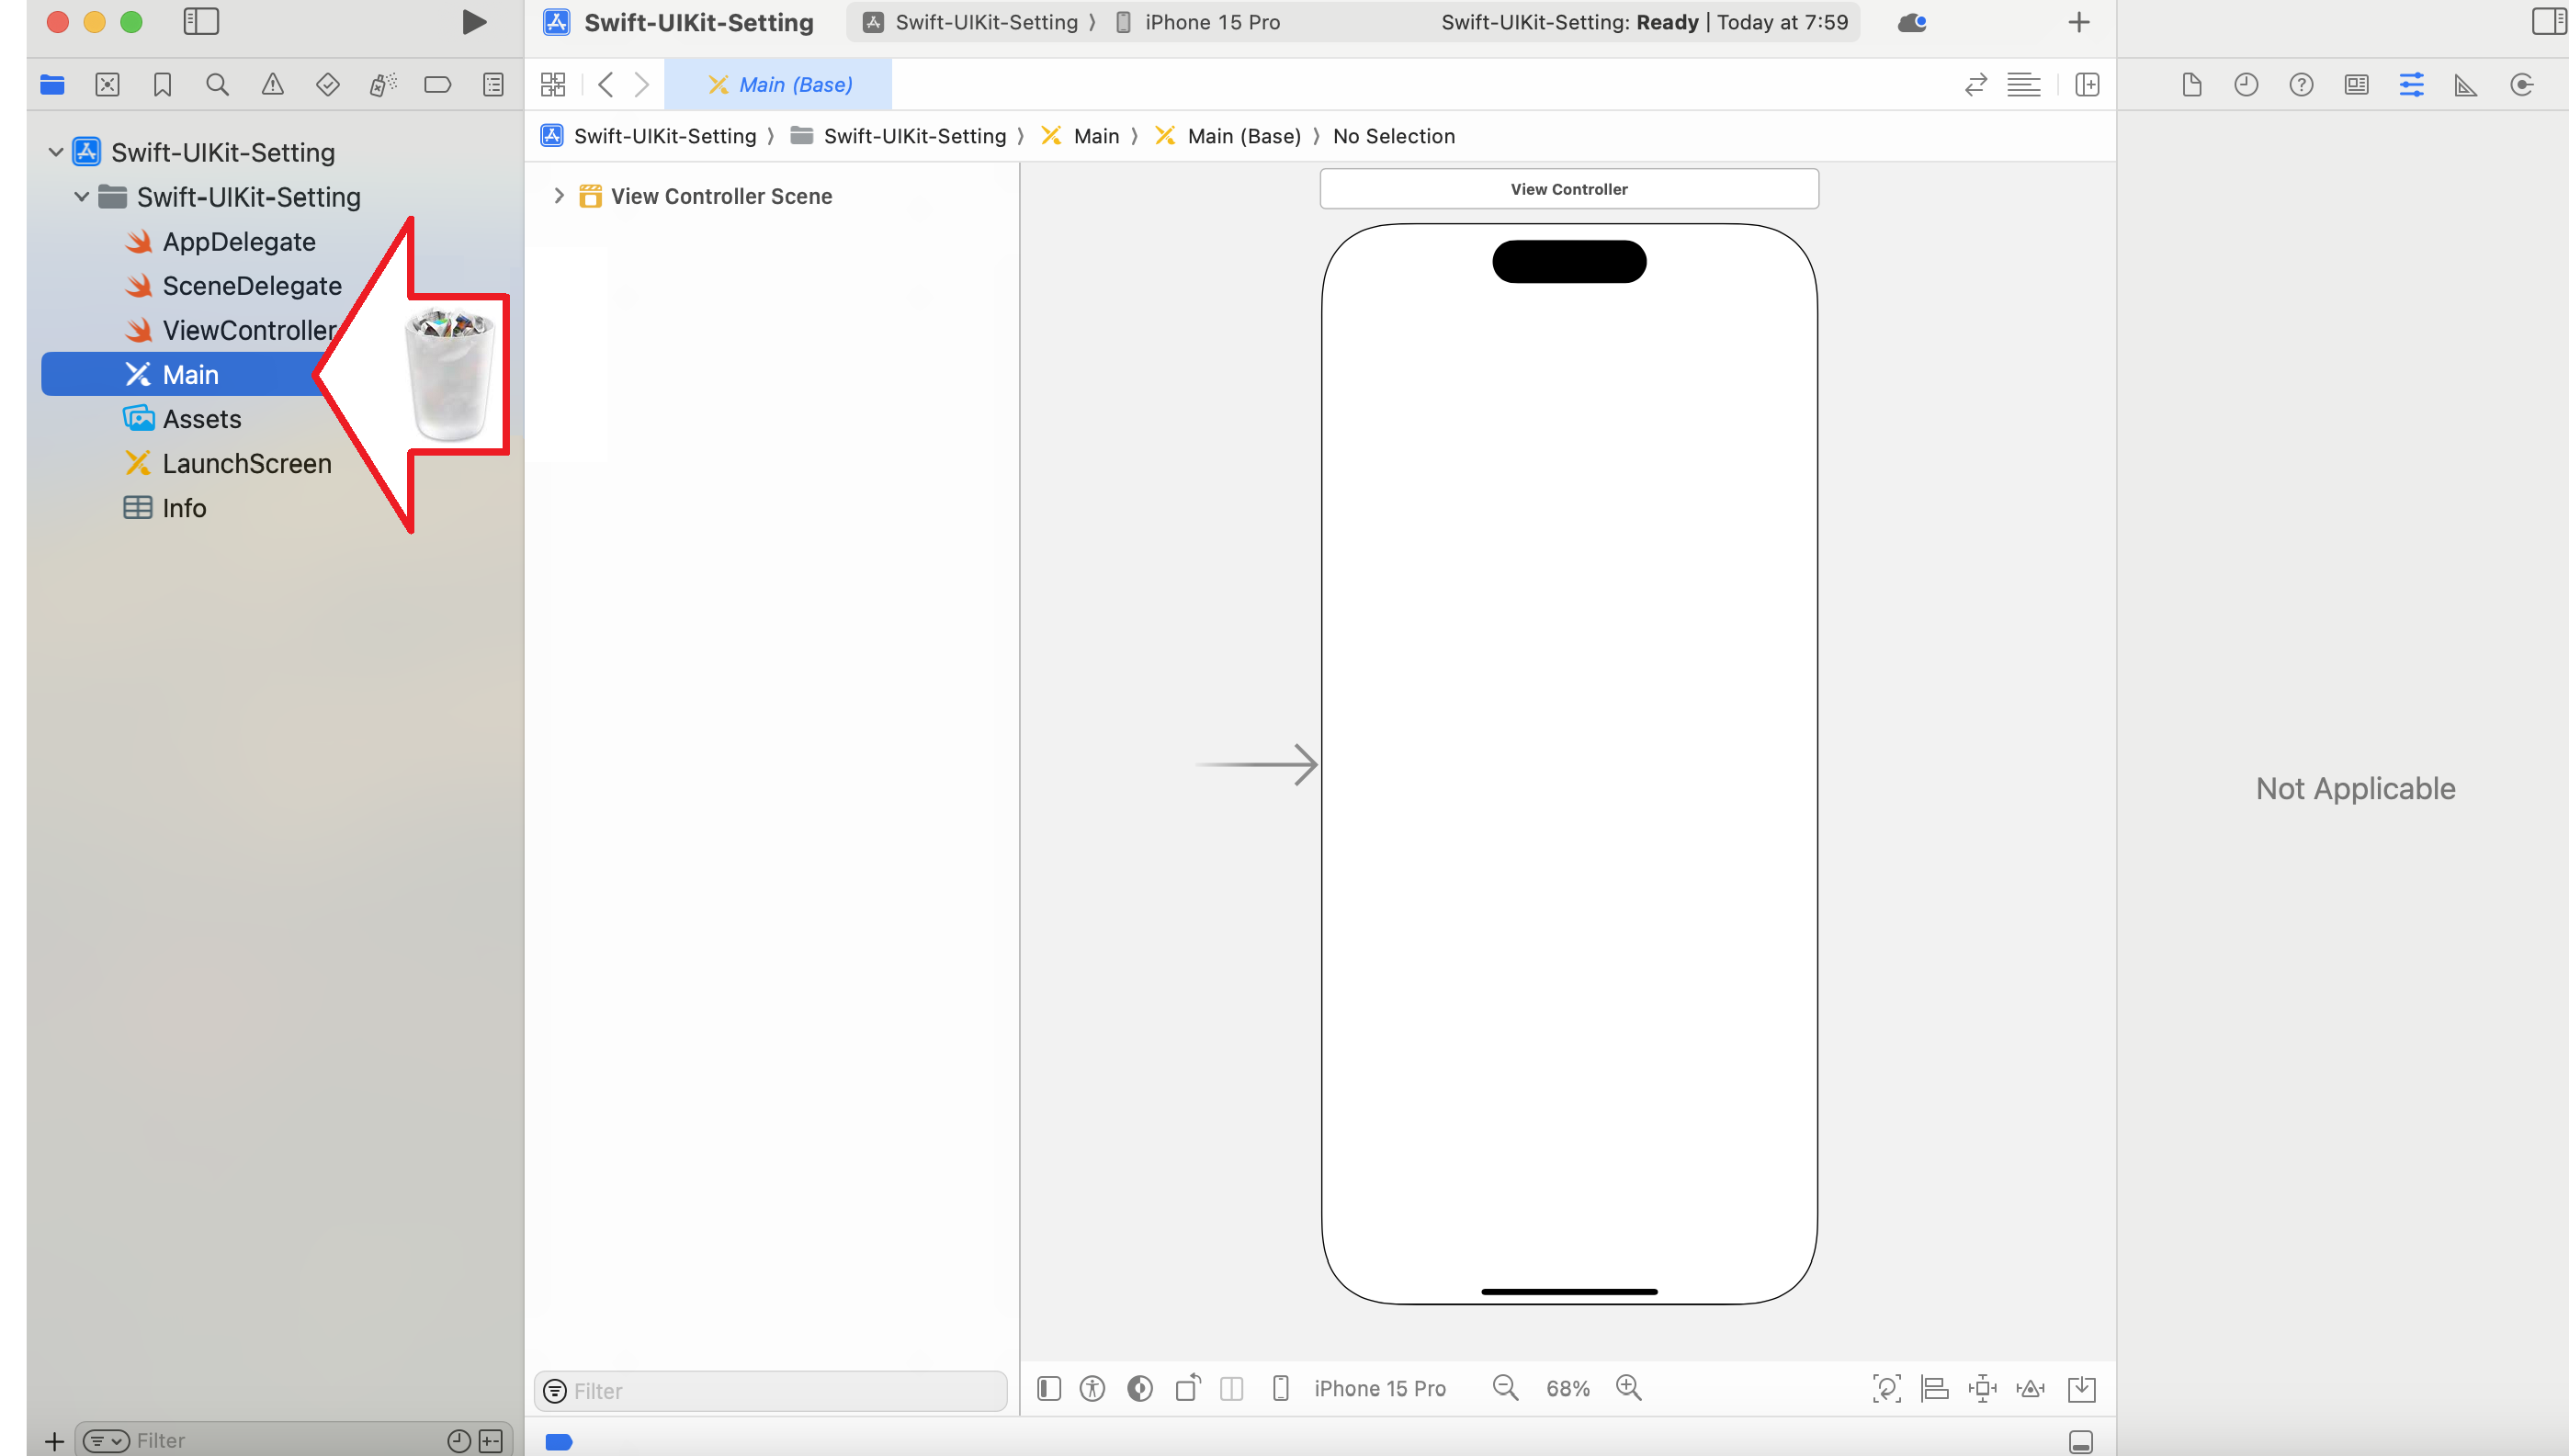 Swift-UIKit-Setting
Swift-UIKit-Setting 〉 iPhone 15 Pro
Swift-UIKit-Setting: Ready | Today at 7:59
Main (Base)
Swift-UIKit-Setting 〉 Swift-UIKit-Setting 〉 Main 〉 Main (Base) 〉 No Selection
Swift-UIKit-Setting
Swift-UIKit-Setting
AppDelegate
SceneDelegate
ViewController
Main
Assets
LaunchScreen
Info
View Controller Scene
View Controller
Not Applicable
Filter
iPhone 15 Pro
68%
Filter